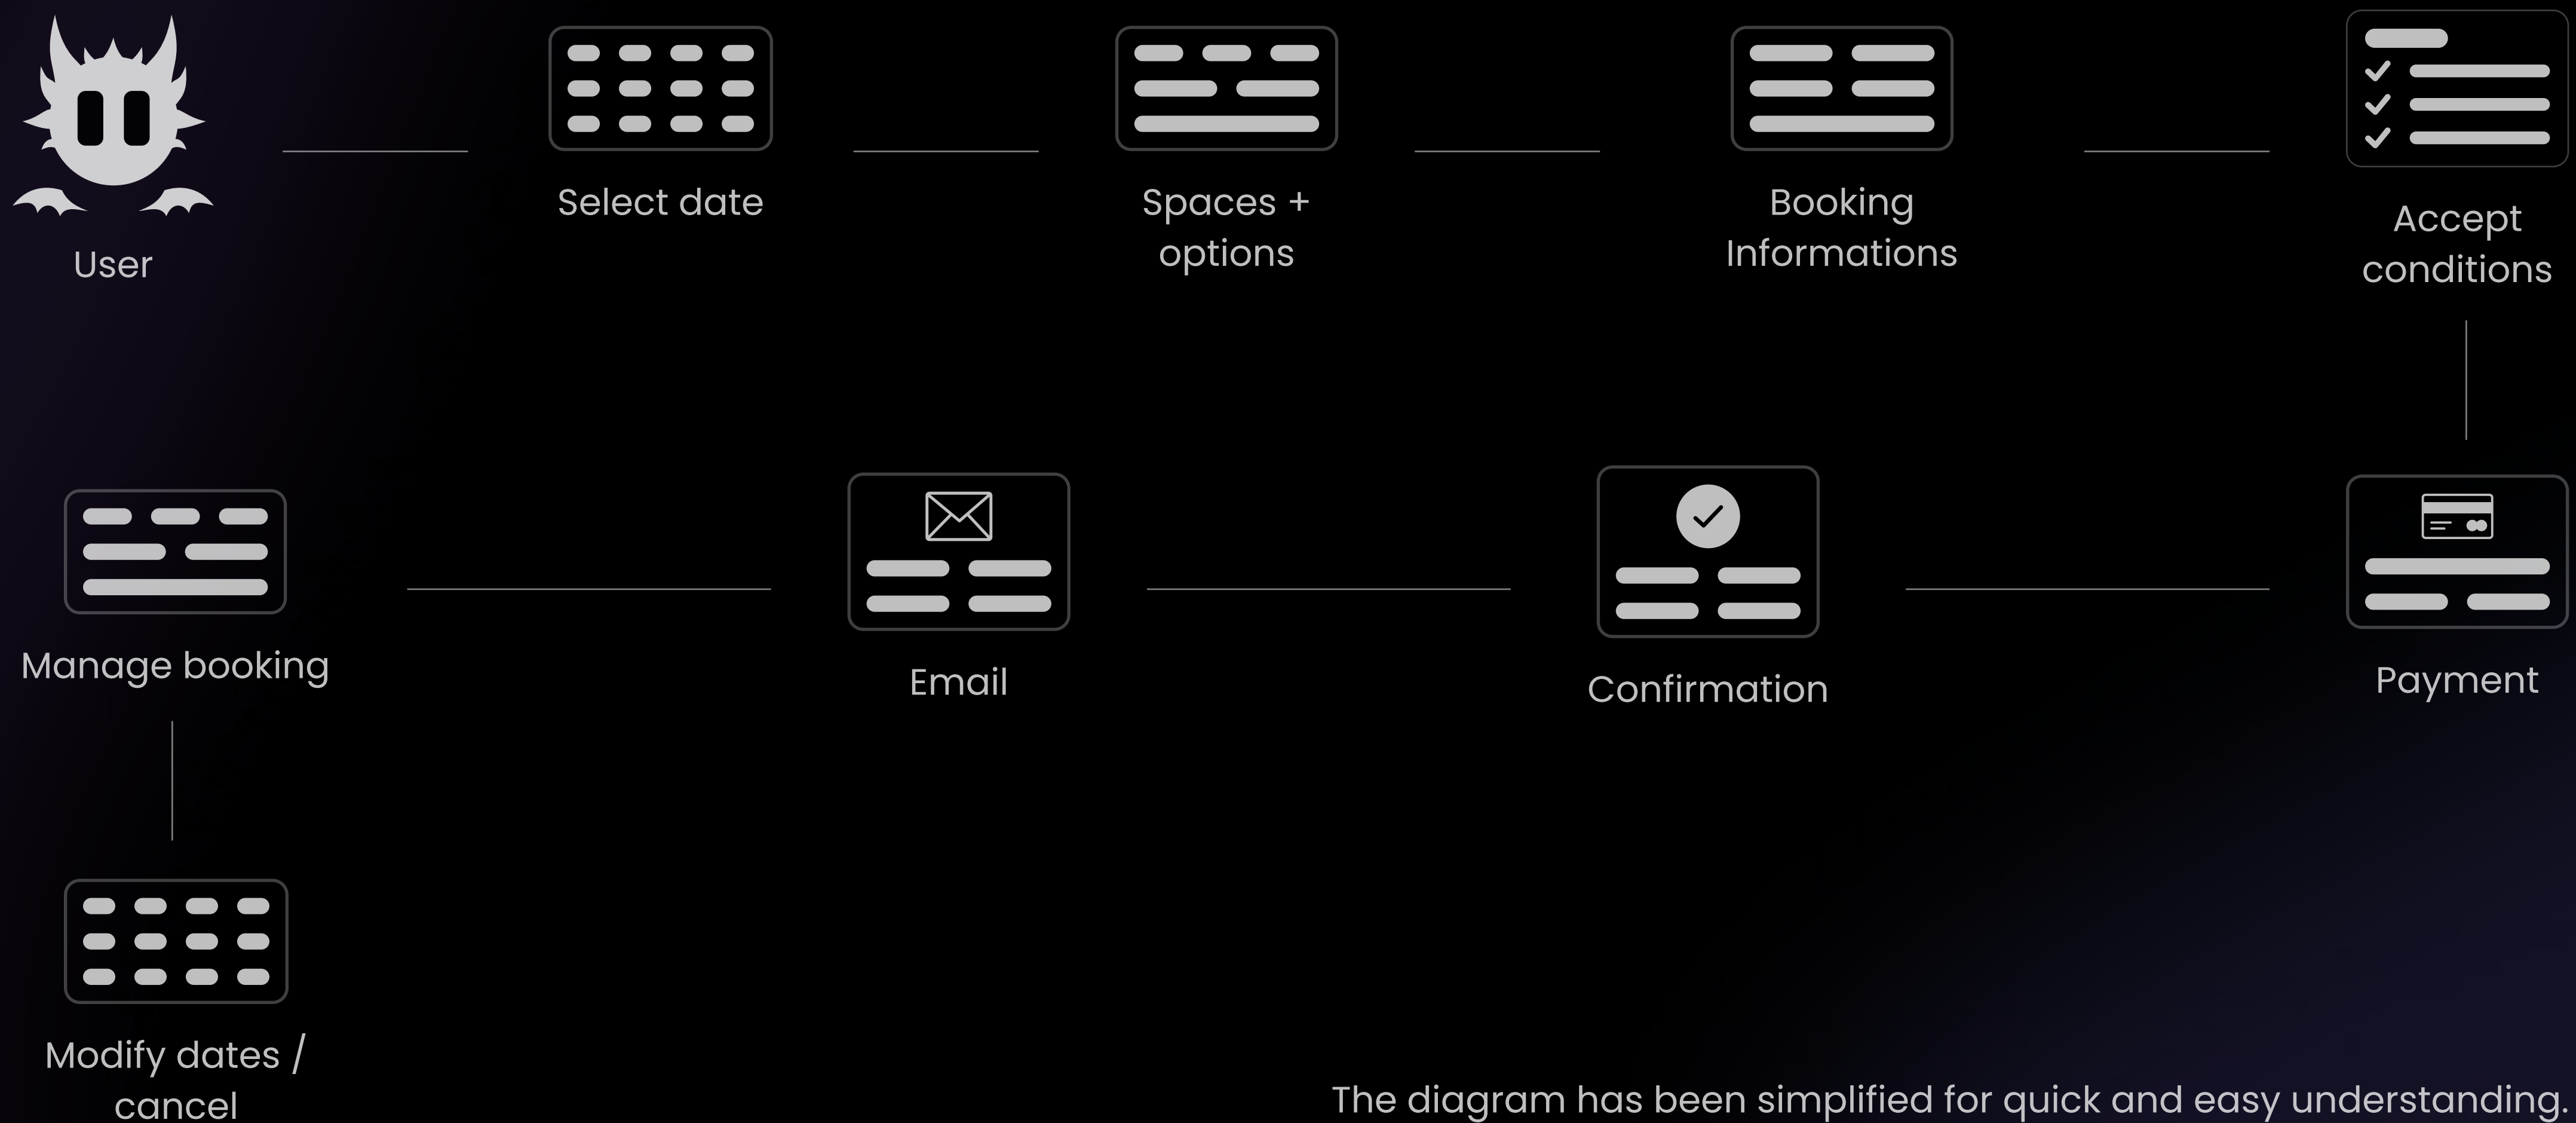 User
Select date
Spaces +
options
Booking
Informations
Accept
conditions
Manage booking
Email
Confirmation
Payment
Modify dates /
cancel
The diagram has been simplified for quick and easy understanding.